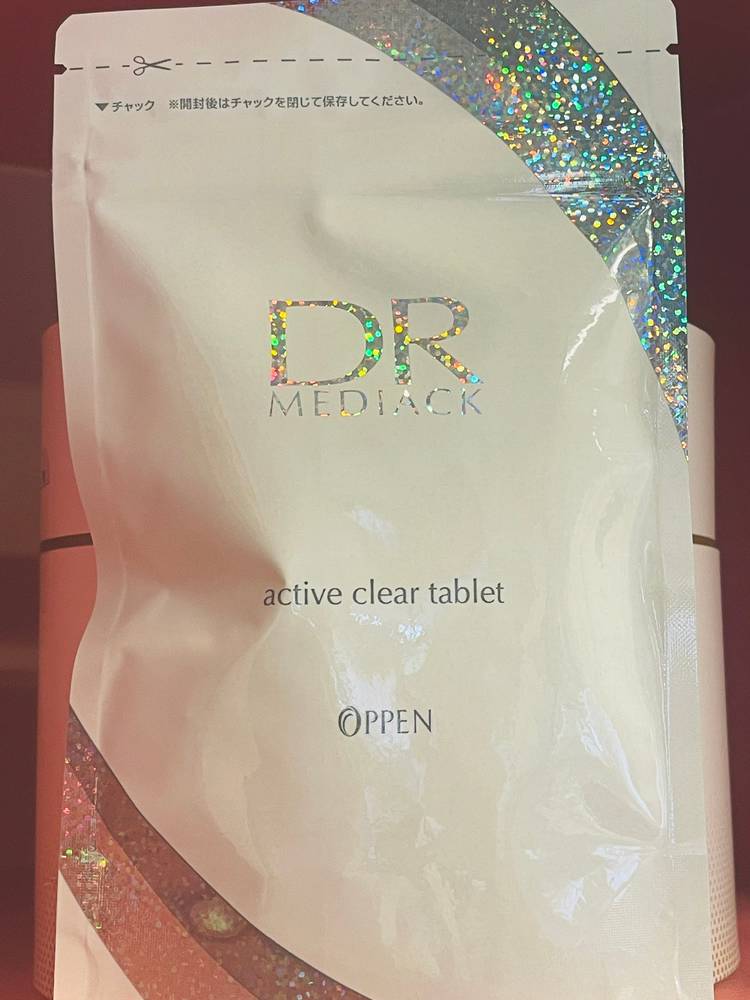 ▼チャック ※開封後はチャックを閉じて保存してください。
DR
MEDIACK
active clear tablet
OPPEN